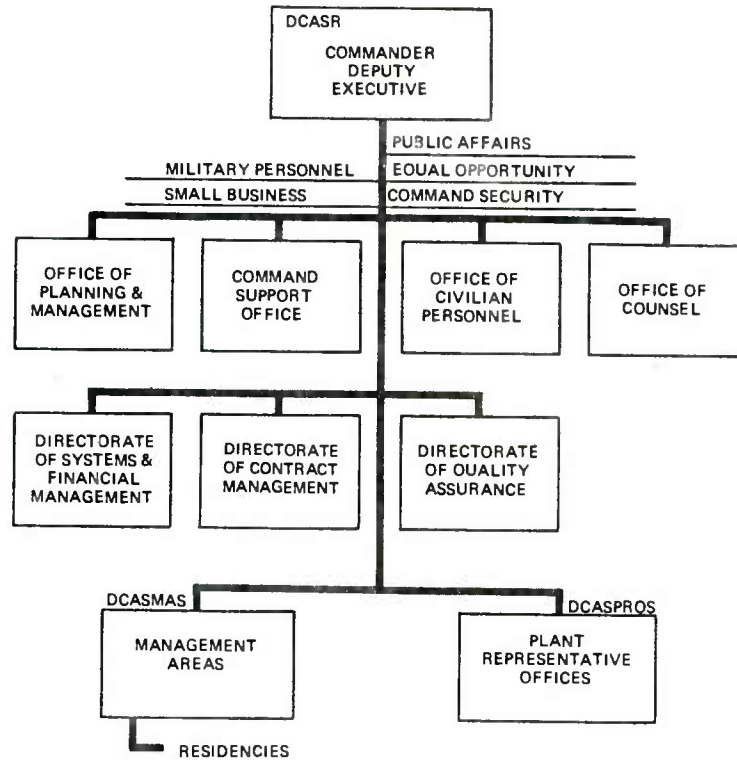 DCASR
COMMANDER
DEPUTY
EXECUTIVE
PUBLIC AFFAIRS
MILITARY PERSONNEL
EQUAL OPPORTUNITY
SMALL BUSINESS
COMMAND SECURITY
OFFICE OF
PLANNING &
MANAGEMENT
COMMAND
SUPPORT
OFFICE
OFFICE OF
CIVILIAN
PERSONNEL
OFFICE OF
COUNSEL
DIRECTORATE
OF SYSTEMS &
FINANCIAL
MANAGEMENT
DIRECTORATE
OF CONTRACT
MANAGEMENT
DIRECTORATE
OF QUALITY
ASSURANCE
DCASMAS
MANAGEMENT
AREAS
RESIDENCIES
DCASPROS
PLANT
REPRESENTATIVE
OFFICES